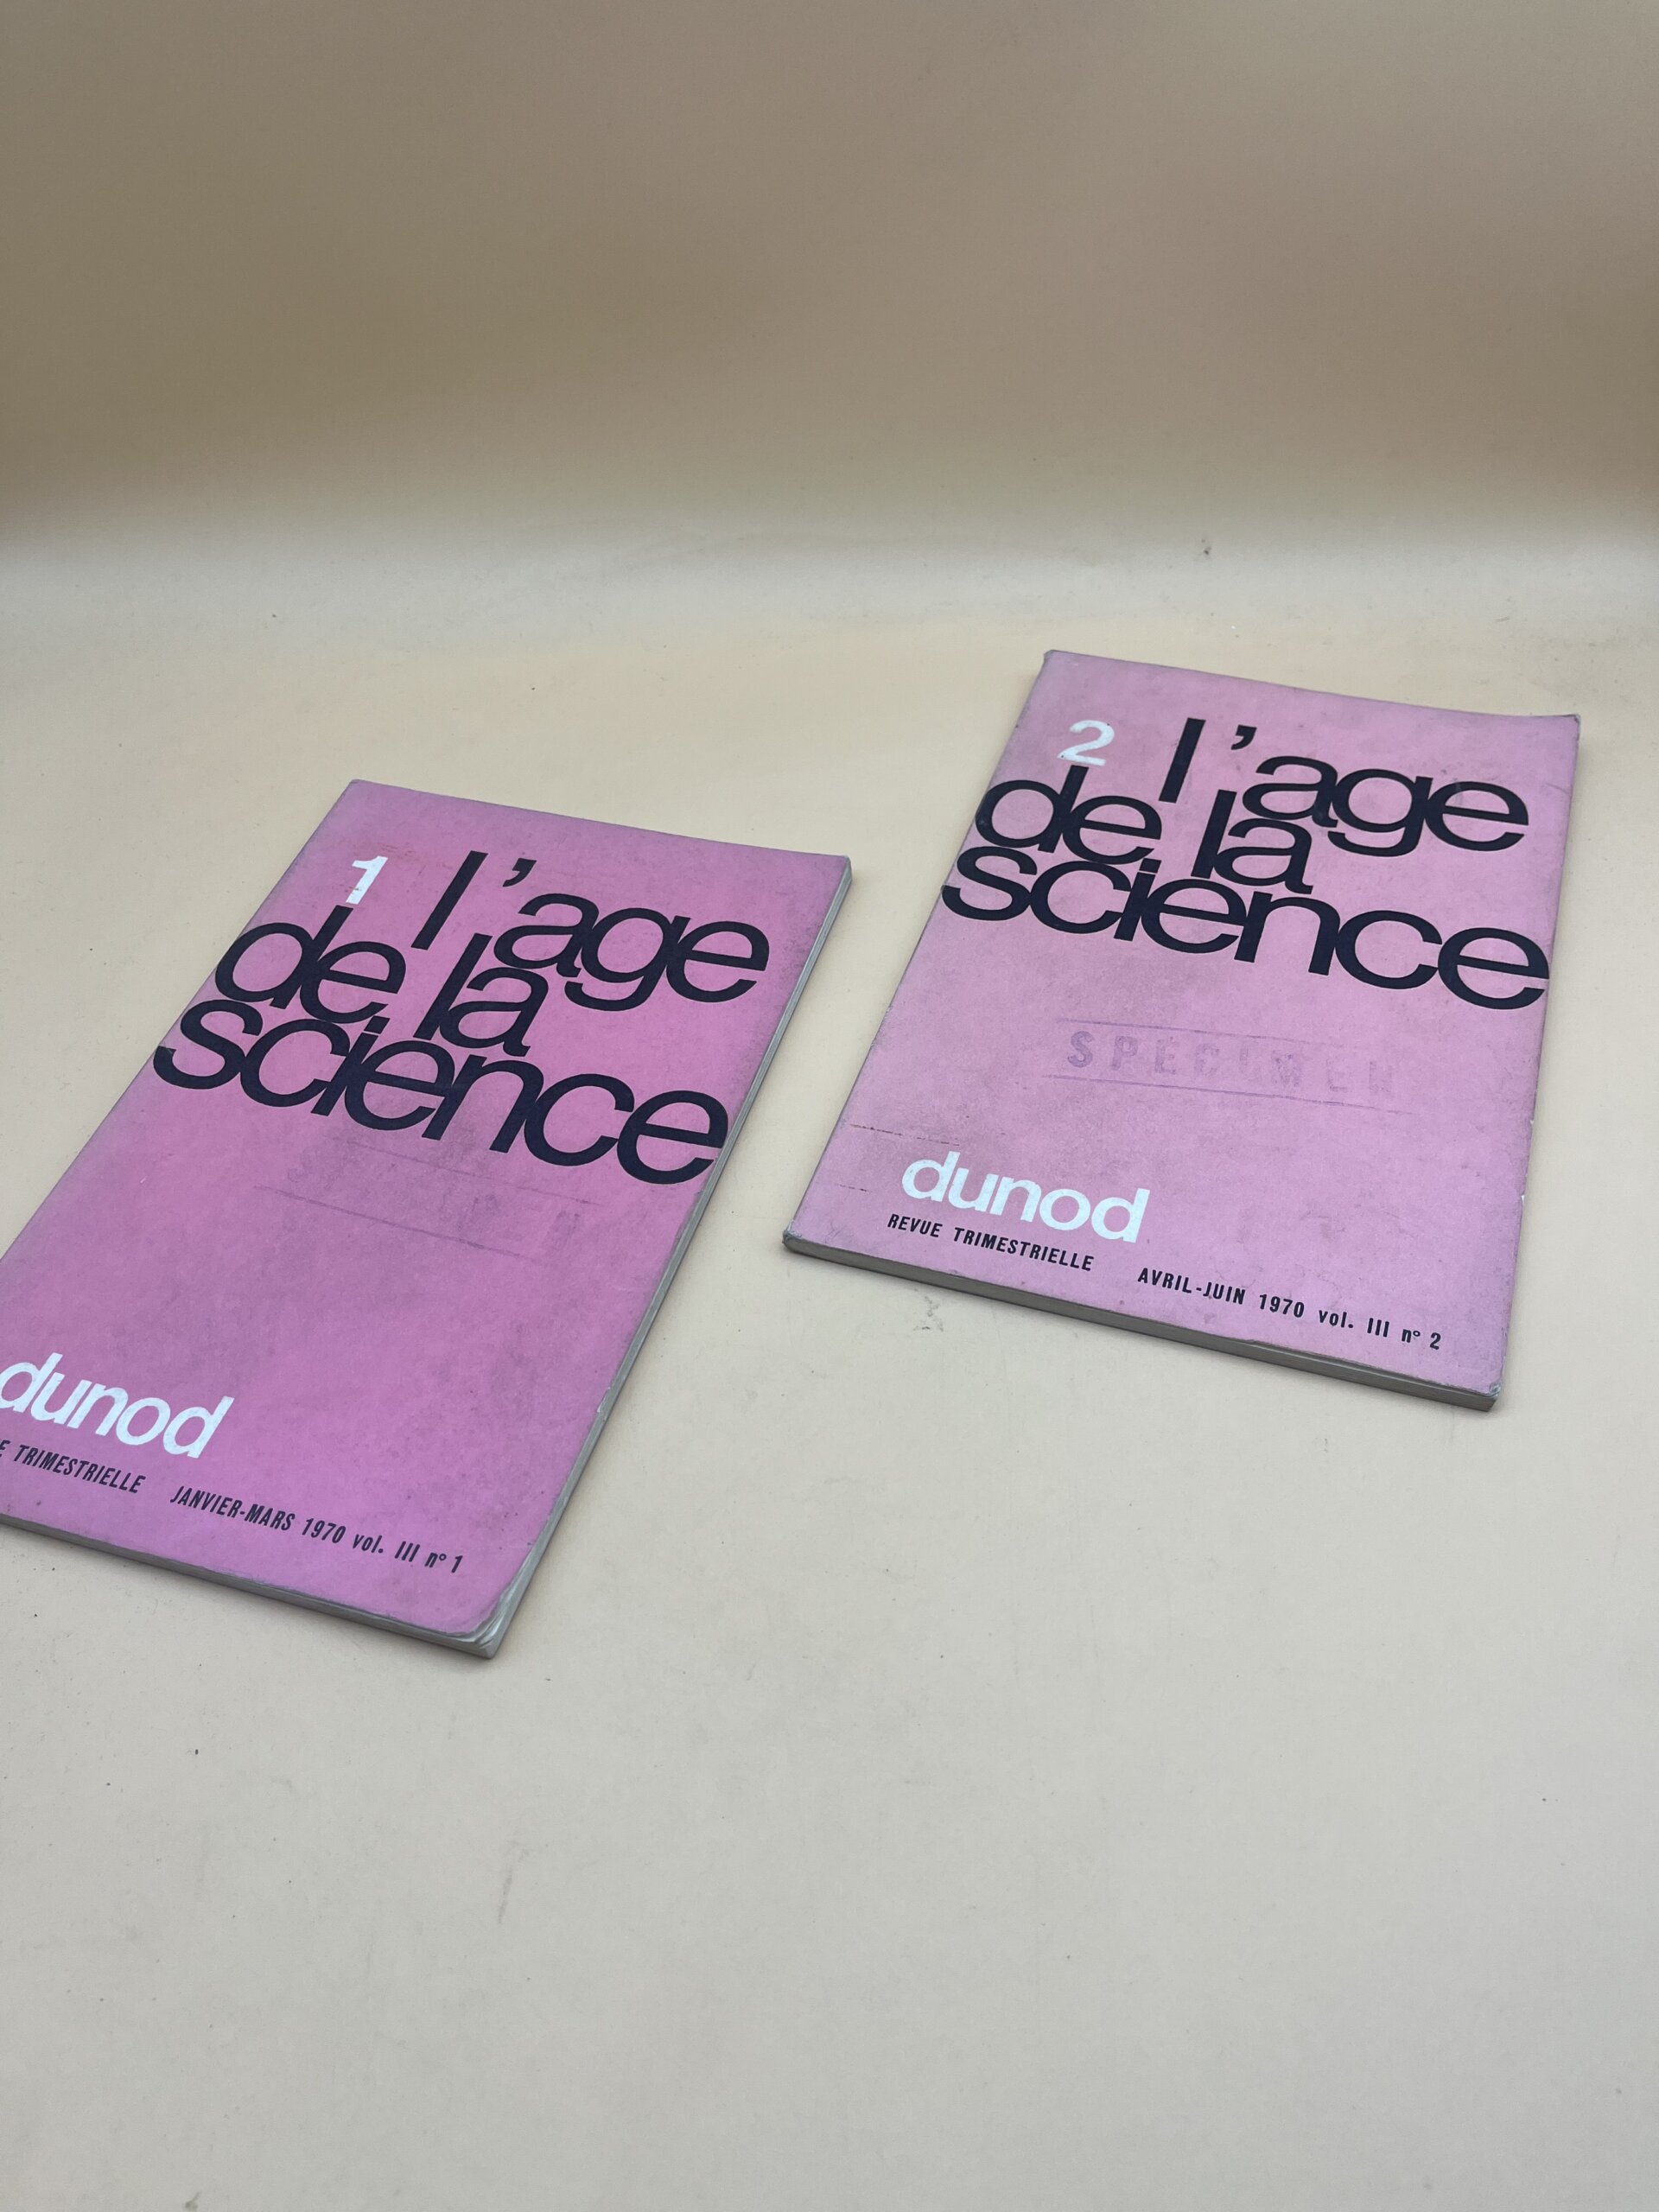 1 l'age
de la
science
SPECIMEN
dunod
TRIMESTRIELLE JANVIER-MARS 1970 vol. III n° 1
2 l'age
de la
science
SPECIMEN
dunod
REVUE TRIMESTRIELLE AVRIL-JUIN 1970 vol. III n° 2